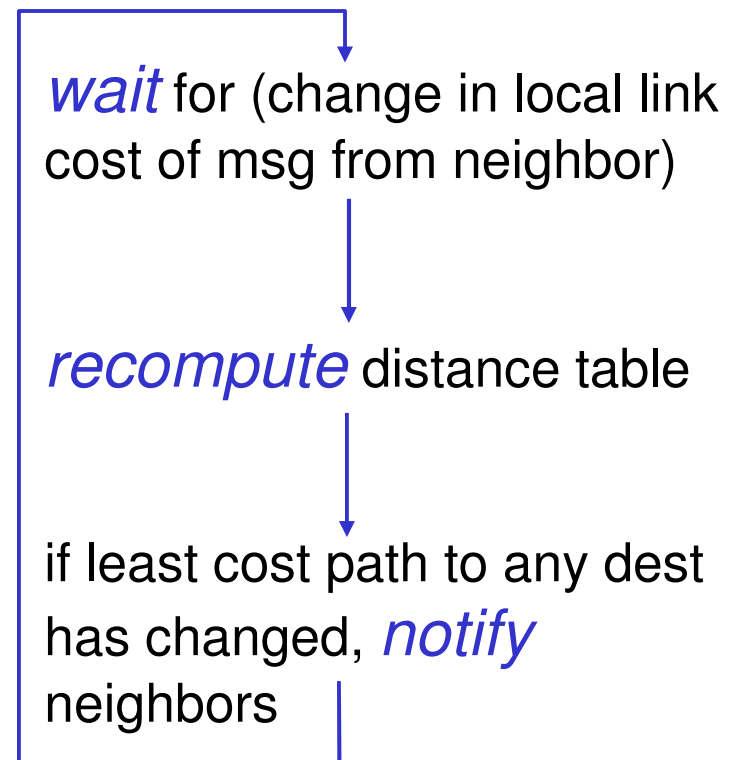 wait for (change in local link
cost of msg from neighbor)
recompute distance table
if least cost path to any dest
has changed, notify
neighbors